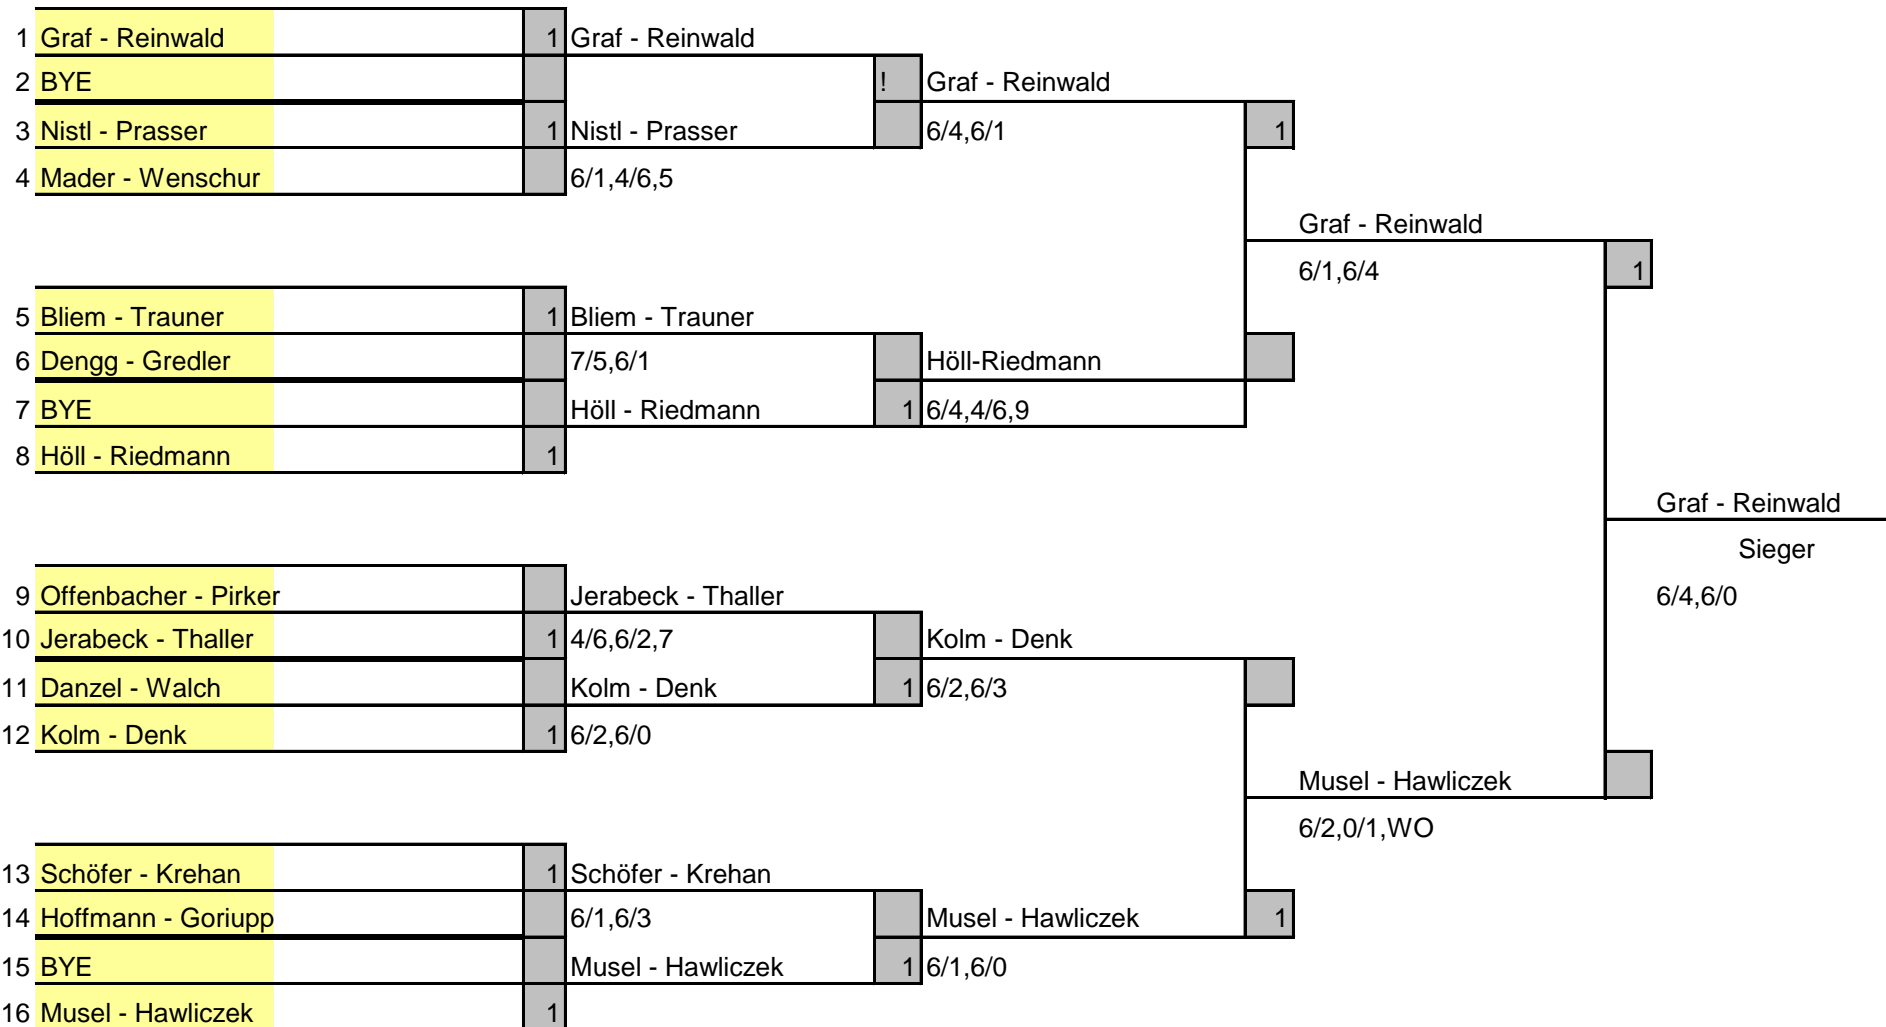 1 Graf - Reinwald 1 Graf - Reinwald
2 BYE ! Graf - Reinwald
3 Nistl - Prasser 1 Nistl - Prasser 6/4,6/1 1
4 Mader - Wenschur 6/1,4/6,5
Graf - Reinwald
6/1,6/4 1
5 Bliem - Trauner 1 Bliem - Trauner
6 Dengg - Gredler 7/5,6/1 Höll-Riedmann
7 BYE Höll - Riedmann 1 6/4,4/6,9
8 Höll - Riedmann 1
Graf - Reinwald
Sieger
9 Offenbacher - Pirker Jerabeck - Thaller 6/4,6/0
10 Jerabeck - Thaller 1 4/6,6/2,7 Kolm - Denk
11 Danzel - Walch Kolm - Denk 1 6/2,6/3
12 Kolm - Denk 1 6/2,6/0
Musel - Hawliczek
6/2,0/1,WO
13 Schöfer - Krehan 1 Schöfer - Krehan
14 Hoffmann - Goriupp 6/1,6/3 Musel - Hawliczek 1
15 BYE Musel - Hawliczek 1 6/1,6/0
16 Musel - Hawliczek 1